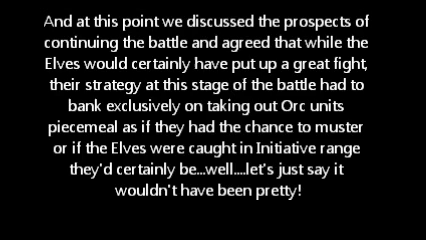 And at this point we discussed the prospects of
continuing the battle and agreed that while the
Elves would certainly have put up a great fight,
their strategy at this stage of the battle had to
bank exclusively on taking out Orc units
piecemeal as if they had the chance to muster
or if the Elves were caught in Initiative range
they'd certainly be...well....let's just say it
wouldn't have been pretty!